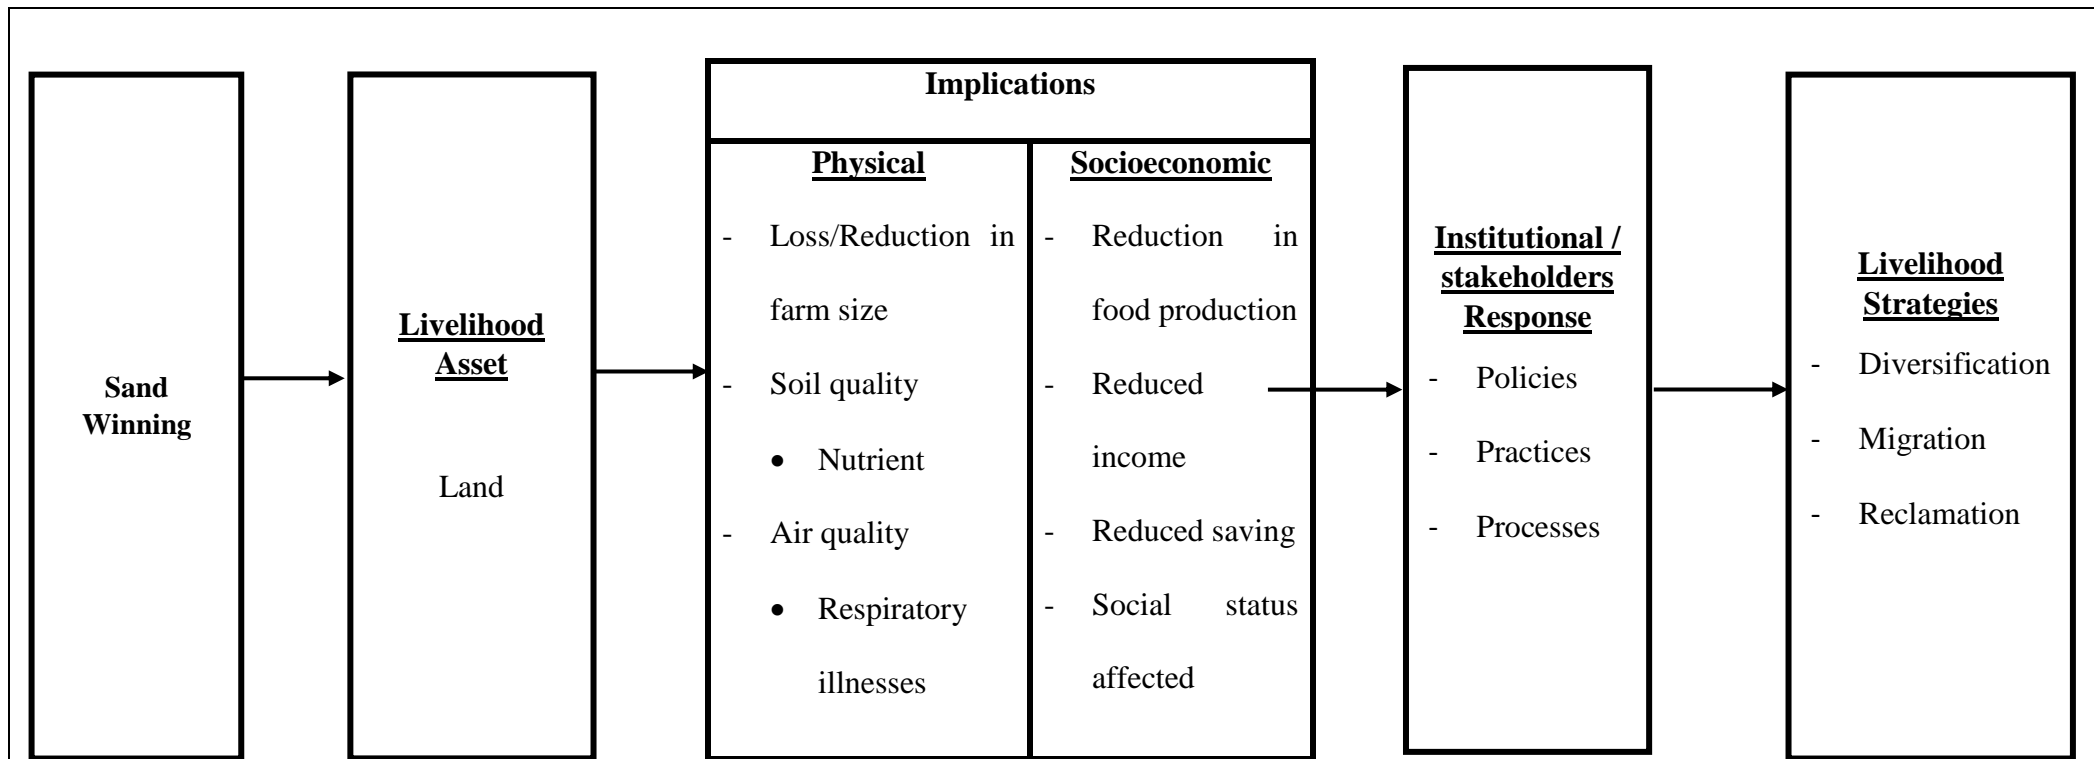 Sand
Winning
Livelihood
Asset
Land
Implications
Physical
- Loss/Reduction in
farm size
- Soil quality
• Nutrient
- Air quality
• Respiratory
illnesses
Socioeconomic
- Reduction in
food production
- Reduced
income
- Reduced saving
- Social status
affected
Institutional /
stakeholders
Response
- Policies
- Practices
- Processes
Livelihood
Strategies
- Diversification
- Migration
- Reclamation